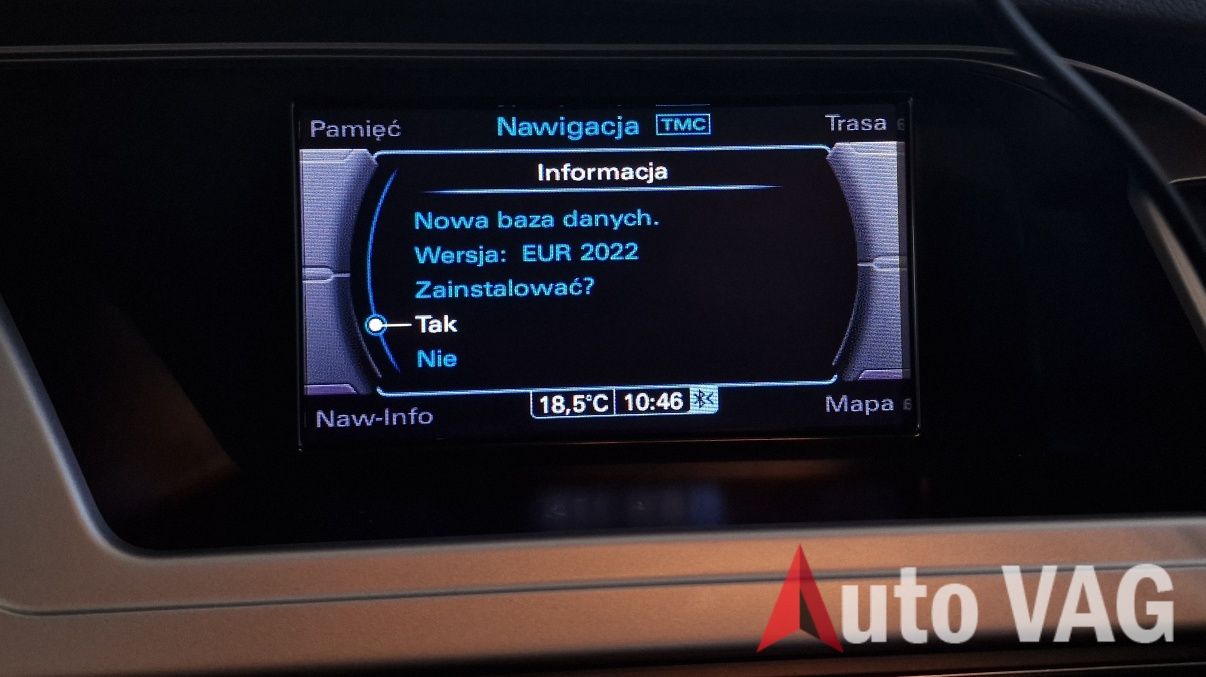 Pamięć
Nawigacja TMC
Trasa
Informacja
Nowa baza danych.
Wersja: EUR 2022
Zainstalować?
Tak
Nie
Naw-Info
18,5°C 10:46
Mapa
Auto VAG